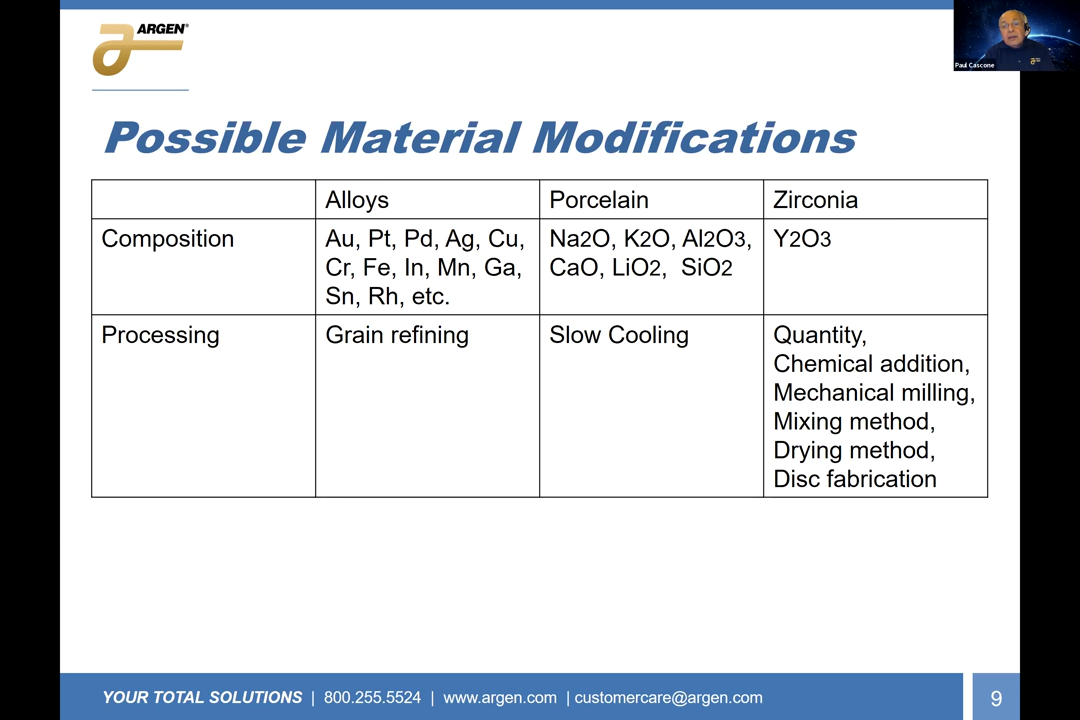 ARGEN®
Paul Cascone
Possible Material Modifications
Alloys
Porcelain
Zirconia
Composition
Au, Pt, Pd, Ag, Cu,
Cr, Fe, In, Mn, Ga,
Sn, Rh, etc.
Na2O, K2O, Al2O3,
CaO, LiO2, SiO2
Y2O3
Processing
Grain refining
Slow Cooling
Quantity,
Chemical addition,
Mechanical milling,
Mixing method,
Drying method,
Disc fabrication
YOUR TOTAL SOLUTIONS | 800.255.5524 | www.argen.com | customercare@argen.com
9